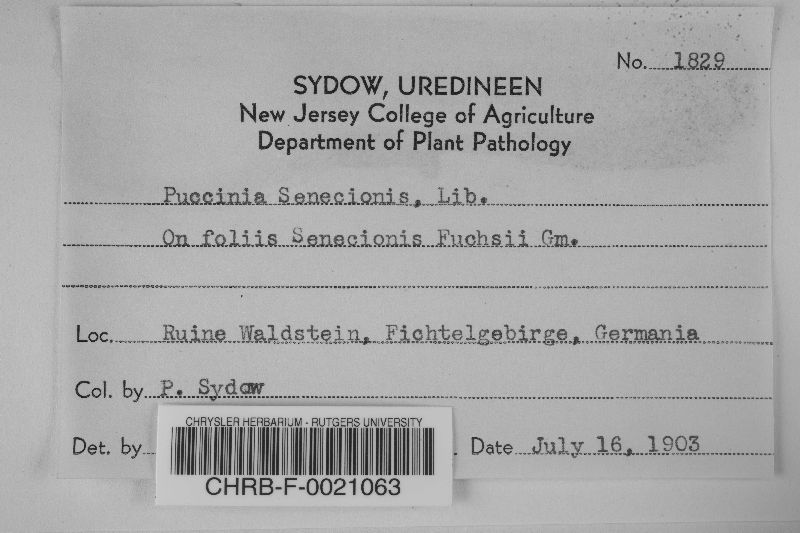 No. 1829
SYDOW, UREDINEEN
New Jersey College of Agriculture
Department of Plant Pathology
Puccinia Senecionis, Lib.
On foliis Senecionis Fuchsii Gm.
Loc. Ruine Waldstein, Fichtelgebirge, Germania
Col. by P. Sydow
Det. by
Date July 16, 1903
CHRYSLER HERBARIUM - RUTGERS UNIVERSITY
CHRB-F-0021063